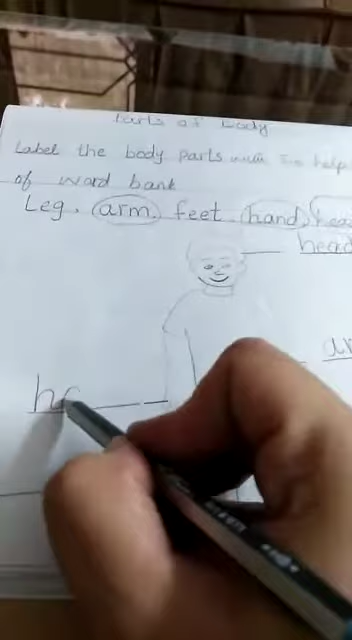 Parts of Body
Label the body parts with the help
of word bank
Leg, arm, feet, hand, head
head
ar
ha